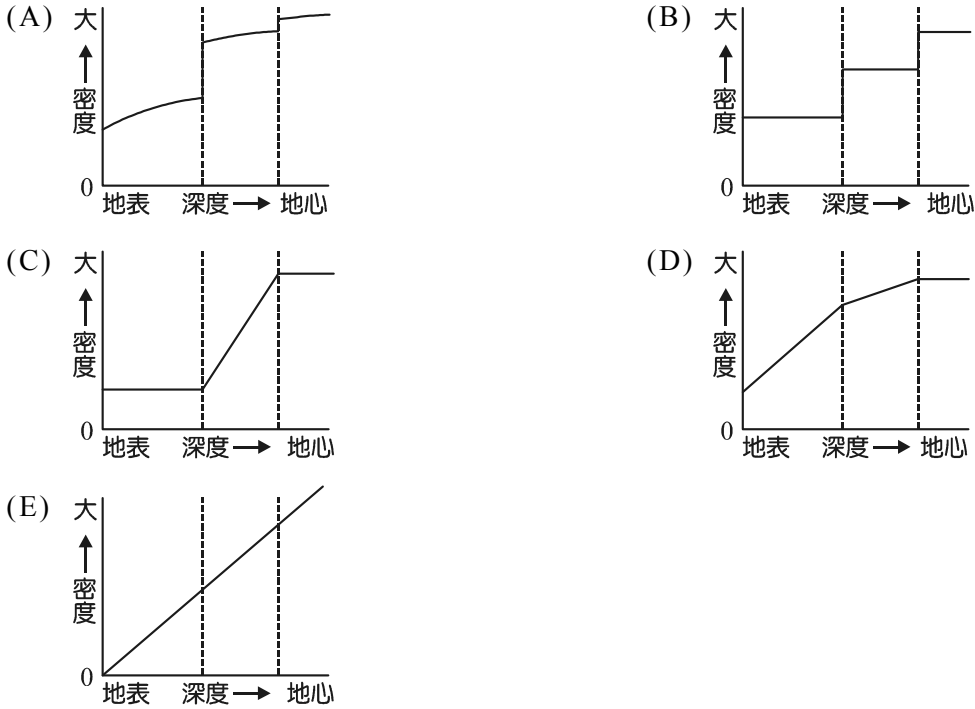 (A)
大
密度
0
地表 深度 地心
(B)
大
密度
0
地表 深度 地心
(C)
大
密度
0
地表 深度 地心
(D)
大
密度
0
地表 深度 地心
(E)
大
密度
0
地表 深度 地心